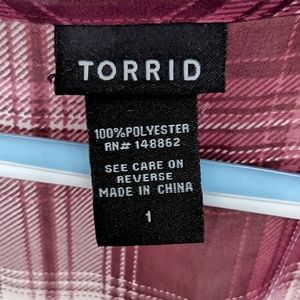 TORRID
100%POLYESTER
RN# 148862
SEE CARE ON
REVERSE
MADE IN CHINA
1